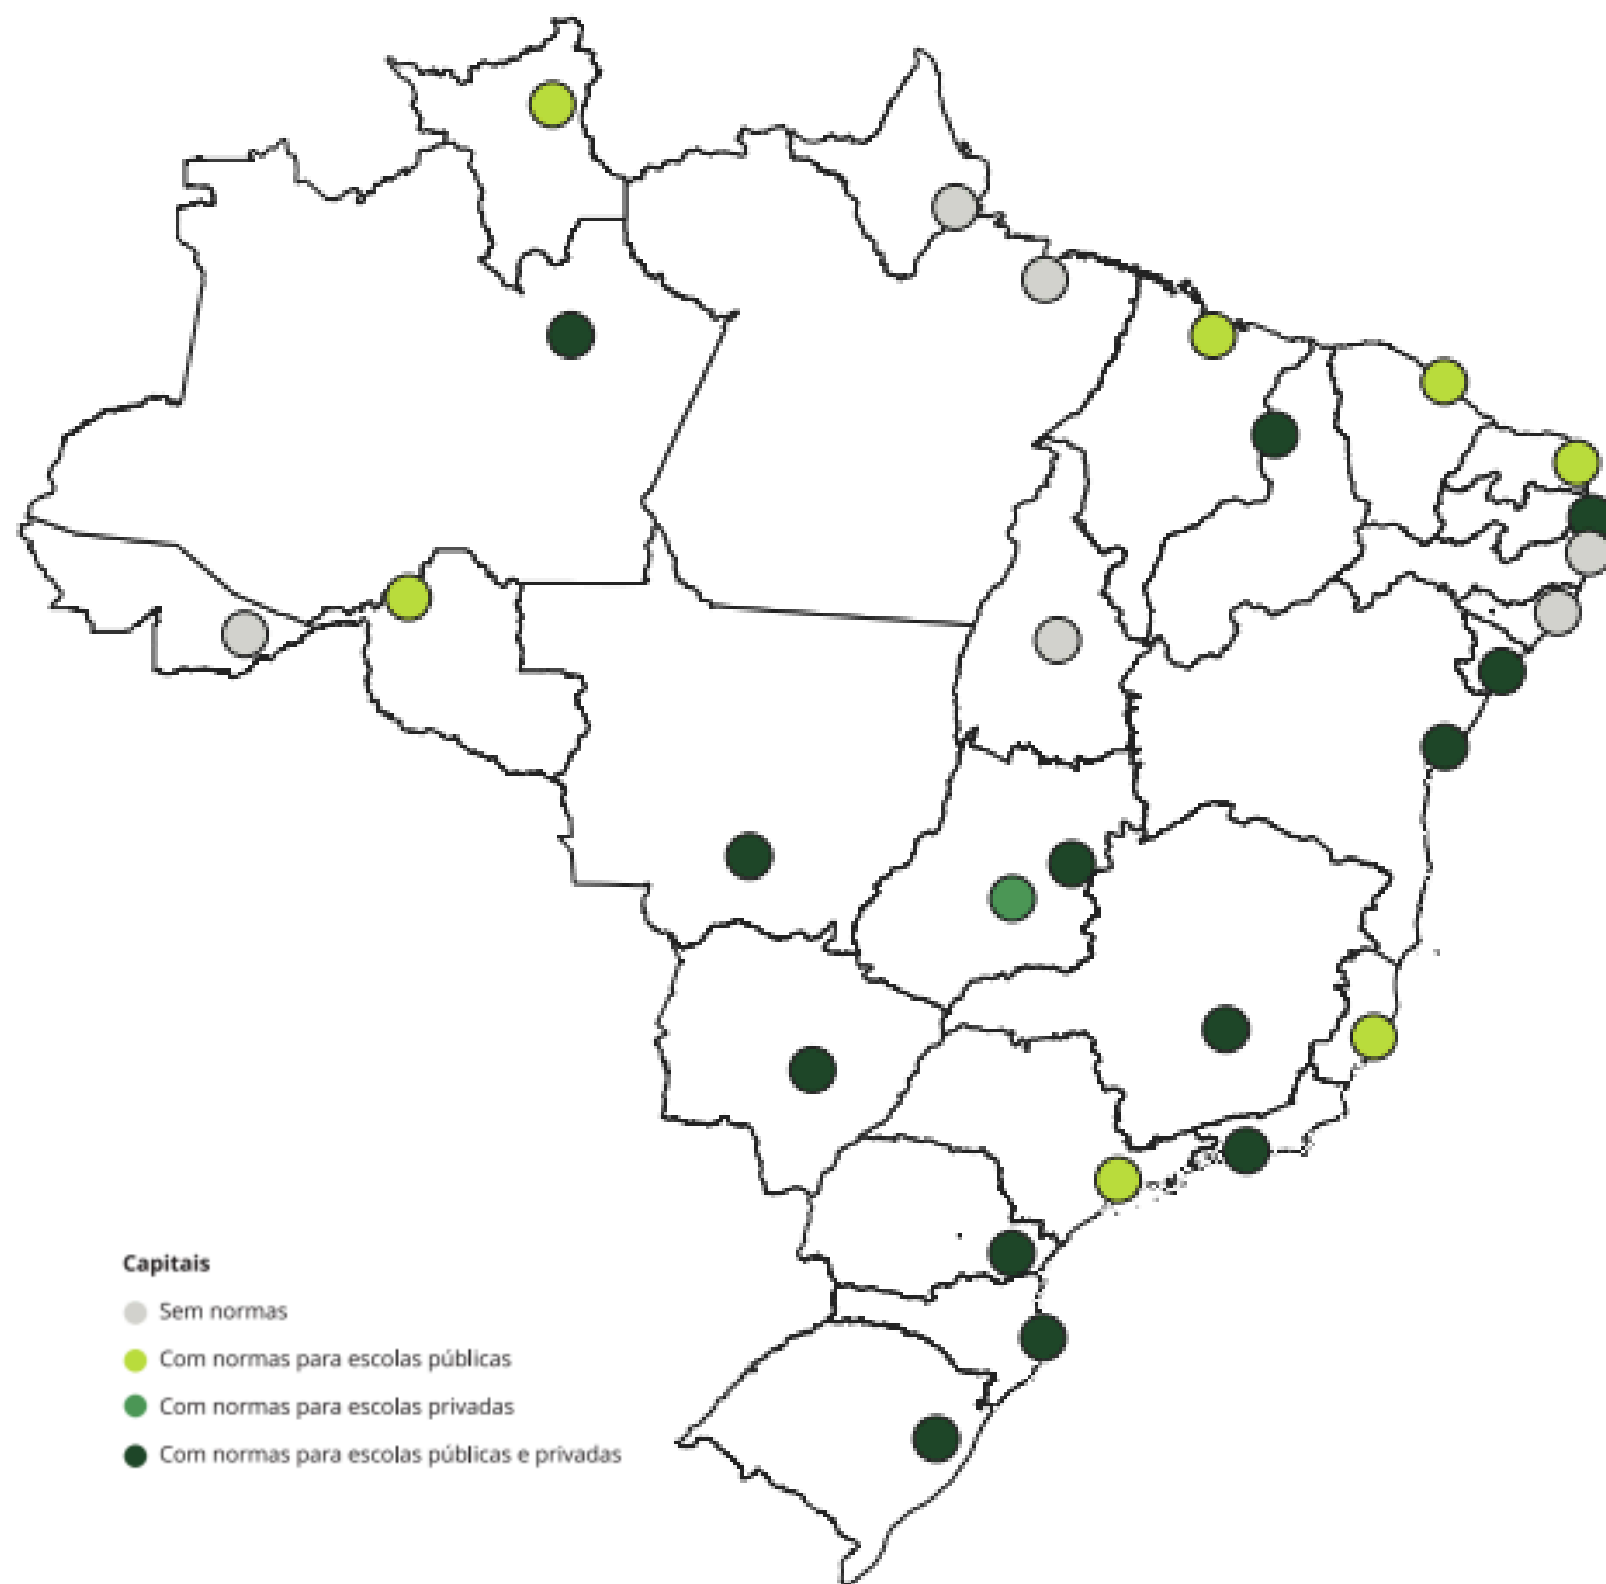 Capitais
Sem normas
Com normas para escolas públicas
Com normas para escolas privadas
Com normas para escolas públicas e privadas